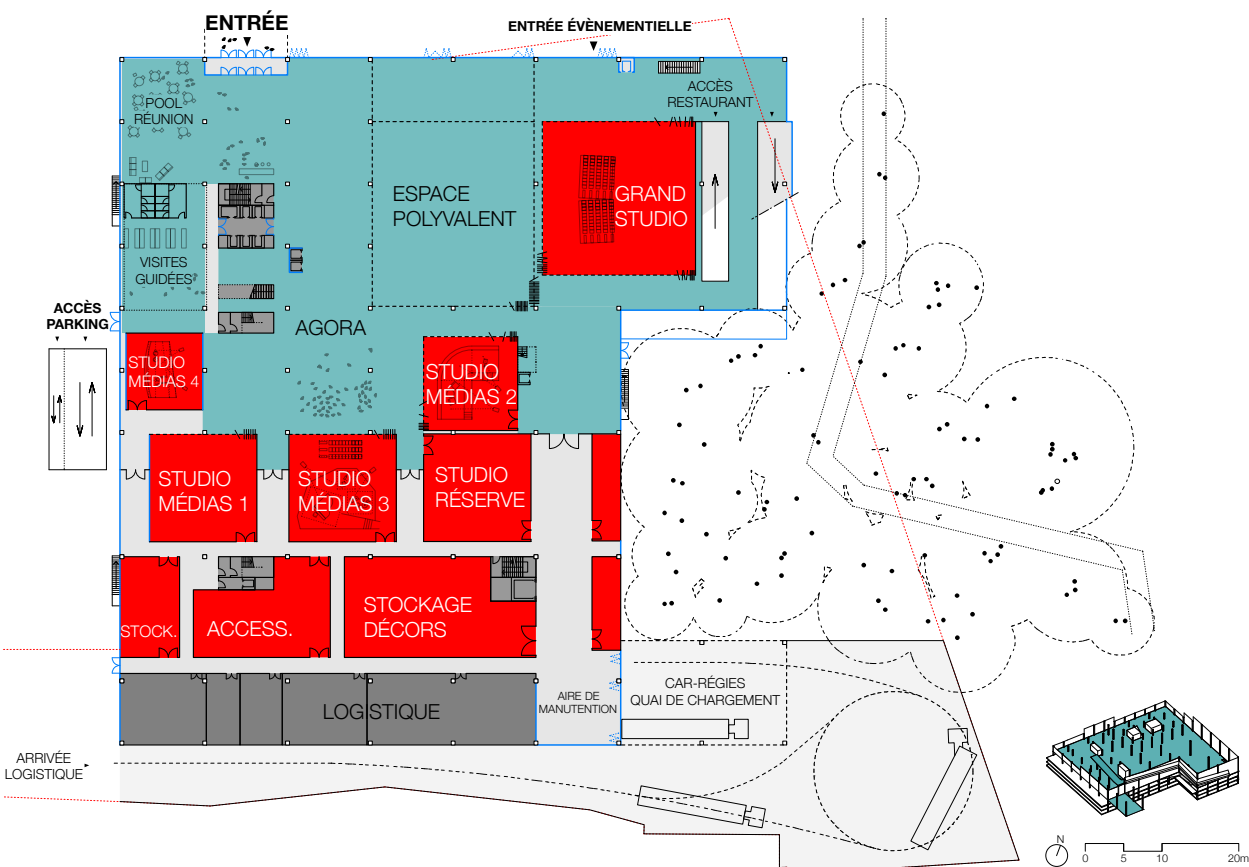 ENTRÉE
ENTRÉE ÉVÈNEMENTIELLE
POOL
RÉUNION
ACCÈS
RESTAURANT
ESPACE
POLYVALENT
GRAND
STUDIO
VISITES
GUIDÉES
ACCÈS
PARKING
AGORA
STUDIO
MÉDIAS 4
STUDIO
MÉDIAS 2
STUDIO
MÉDIAS 1
STUDIO
MÉDIAS 3
STUDIO
RÉSERVE
STOCK.
ACCESS.
STOCKAGE
DÉCORS
LOGISTIQUE
AIRE DE
MANUTENTION
CAR-RÉGIES
QUAI DE CHARGEMENT
ARRIVÉE
LOGISTIQUE
N
0 5 10 20m